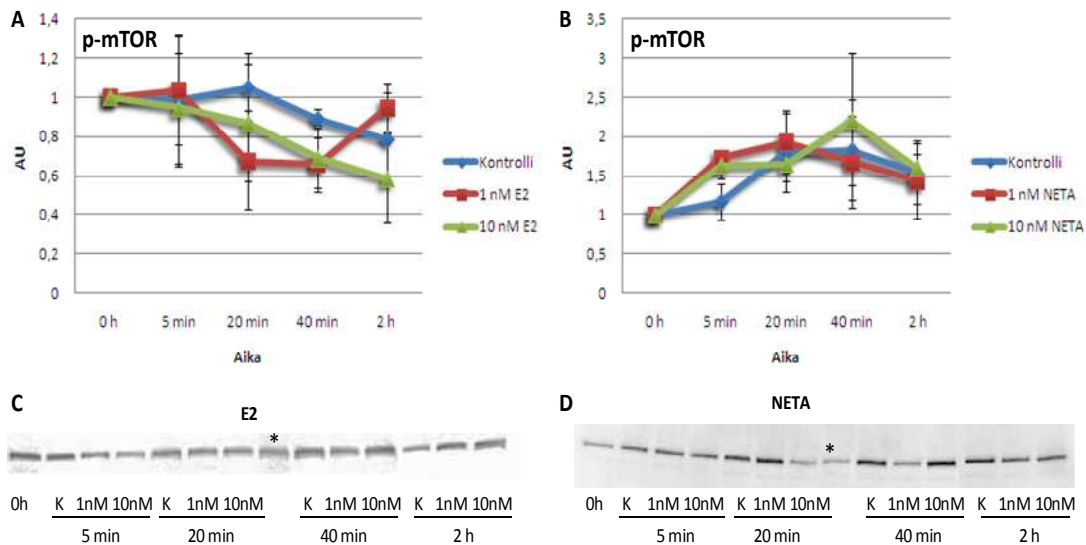 A
p-mTOR
1,4
1,2
1
0,8
0,6
0,4
0,2
0
AU
0 h
5 min
20 min
40 min
2 h
Aika
Kontrolli
1 nM E2
10 nM E2
B
p-mTOR
3,5
3
2,5
2
1,5
1
0,5
0
AU
0 h
5 min
20 min
40 min
2 h
Aika
Kontrolli
1 nM NETA
10 nM NETA
C
E2
*
0h K 1nM 10nM K 1nM 10nM K 1nM 10nM K 1nM 10nM
5 min 20 min 40 min 2 h
D
NETA
*
0h K 1nM 10nM K 1nM 10nM K 1nM 10nM K 1nM 10nM
5 min 20 min 40 min 2 h